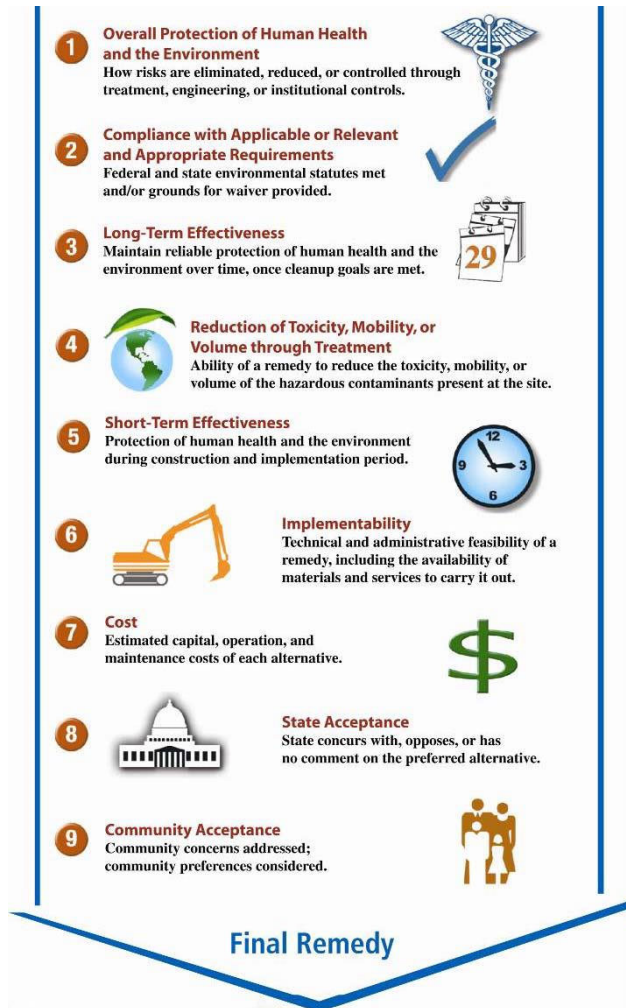 1
Overall Protection of Human Health
and the Environment
How risks are eliminated, reduced, or controlled through
treatment, engineering, or institutional controls.
2
Compliance with Applicable or Relevant
and Appropriate Requirements
Federal and state environmental statutes met
and/or grounds for waiver provided.
3
Long-Term Effectiveness
Maintain reliable protection of human health and the
environment over time, once cleanup goals are met.
29
4
Reduction of Toxicity, Mobility, or
Volume through Treatment
Ability of a remedy to reduce the toxicity, mobility, or
volume of the hazardous contaminants present at the site.
5
Short-Term Effectiveness
Protection of human health and the environment
during construction and implementation period.
12
9 3
6
6
Implementability
Technical and administrative feasibility of a
remedy, including the availability of
materials and services to carry it out.
7
Cost
Estimated capital, operation, and
maintenance costs of each alternative.
$
8
State Acceptance
State concurs with, opposes, or has
no comment on the preferred alternative.
9
Community Acceptance
Community concerns addressed;
community preferences considered.
Final Remedy